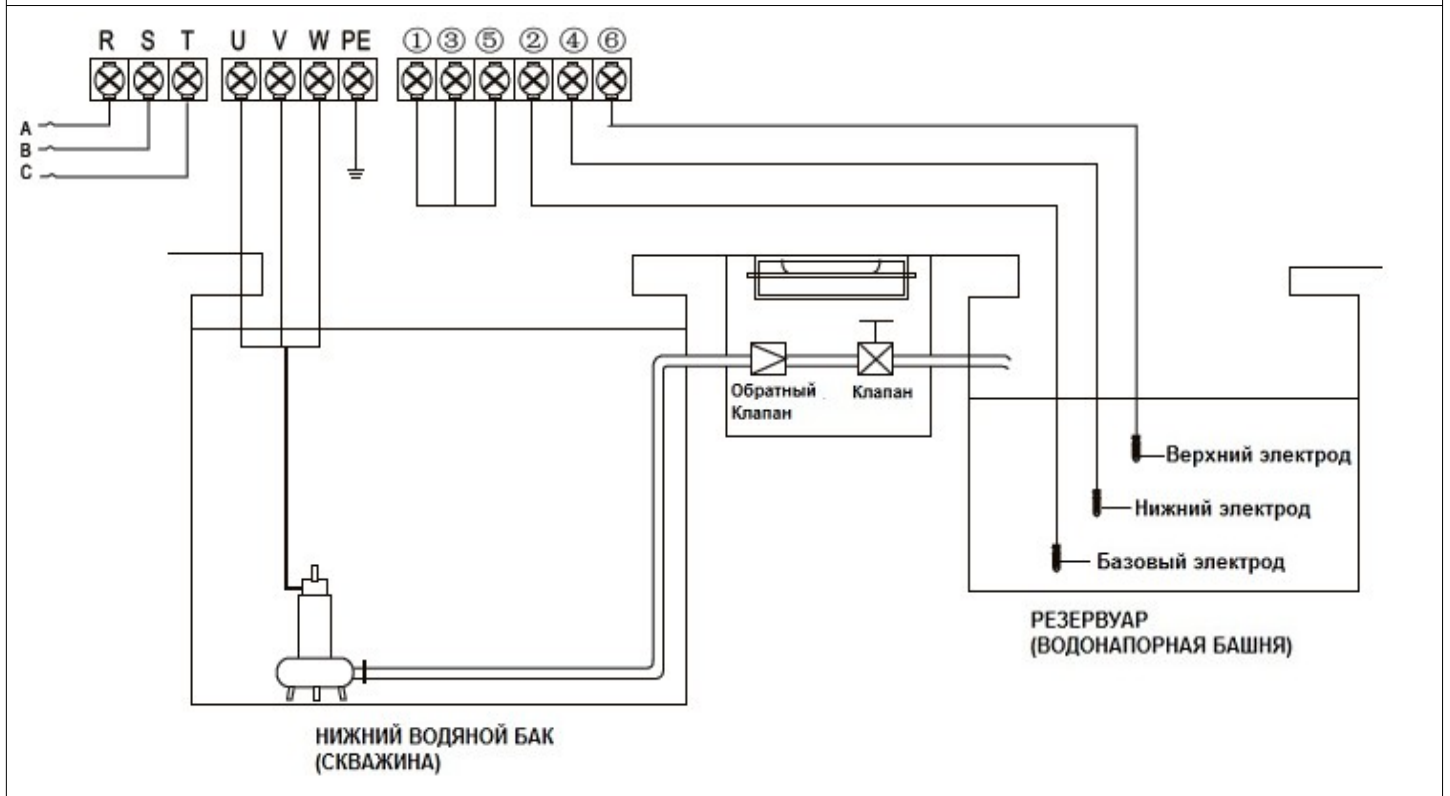 R S T U V W PE ① ③ ⑤ ② ④ ⑥
A
B
C
Обратный
Клапан
Клапан
Верхний электрод
Нижний электрод
Базовый электрод
РЕЗЕРВУАР
(ВОДОНАПОРНАЯ БАШНЯ)
НИЖНИЙ ВОДЯНОЙ БАК
(СКВАЖИНА)